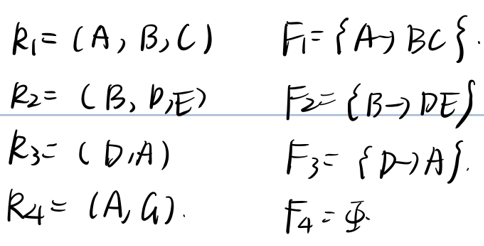 R1 = (A, B, C) F1 = {A→BC}.
R2 = (B, D, E) F2 = {B→DE}
R3 = (D, A) F3 = {D→A}.
R4 = (A, G). F4 = Φ.